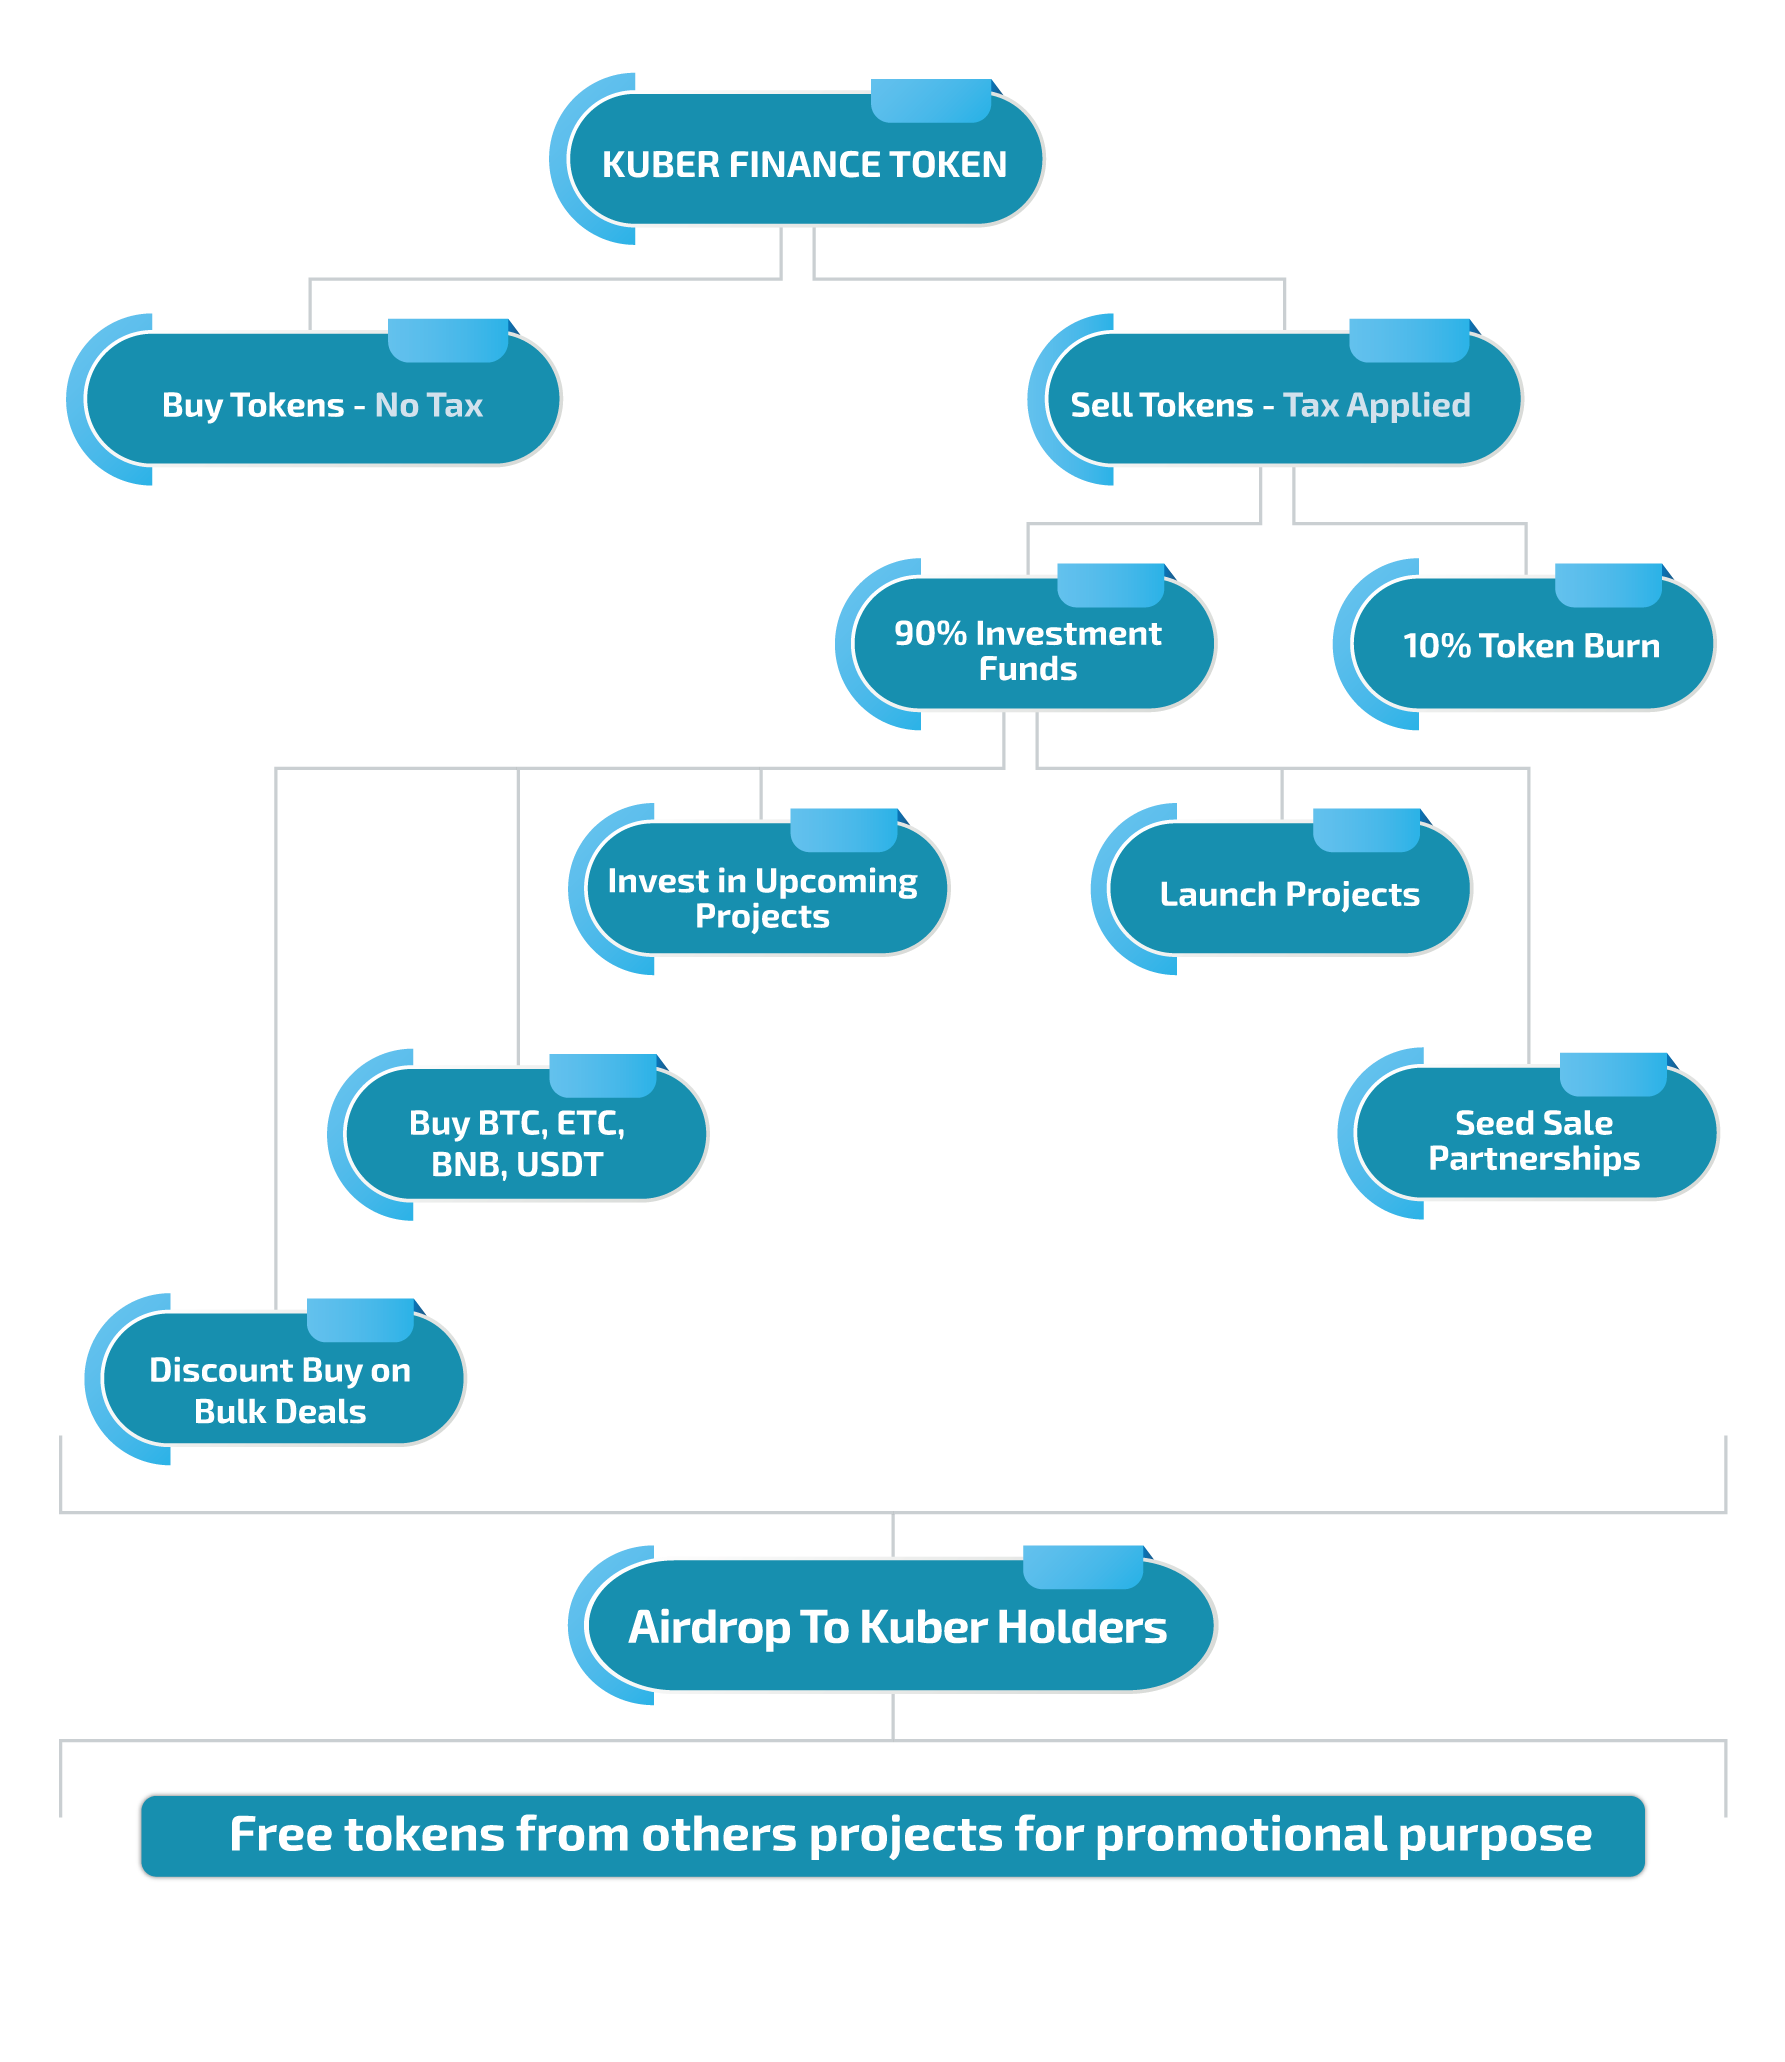 KUBER FINANCE TOKEN
Buy Tokens - No Tax
Sell Tokens - Tax Applied
90% Investment
Funds
10% Token Burn
Invest in Upcoming
Projects
Launch Projects
Buy BTC, ETC,
BNB, USDT
Seed Sale
Partnerships
Discount Buy on
Bulk Deals
Airdrop To Kuber Holders
Free tokens from others projects for promotional purpose